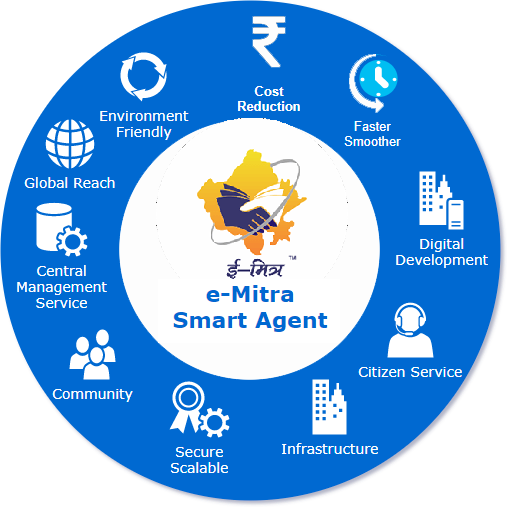 ₹
Cost
Reduction
Faster
Smoother
Digital
Development
Citizen Service
Infrastructure
Secure
Scalable
Community
Central
Management
Service
Global Reach
Environment
Friendly
ई-मित्र™
e-Mitra
Smart Agent